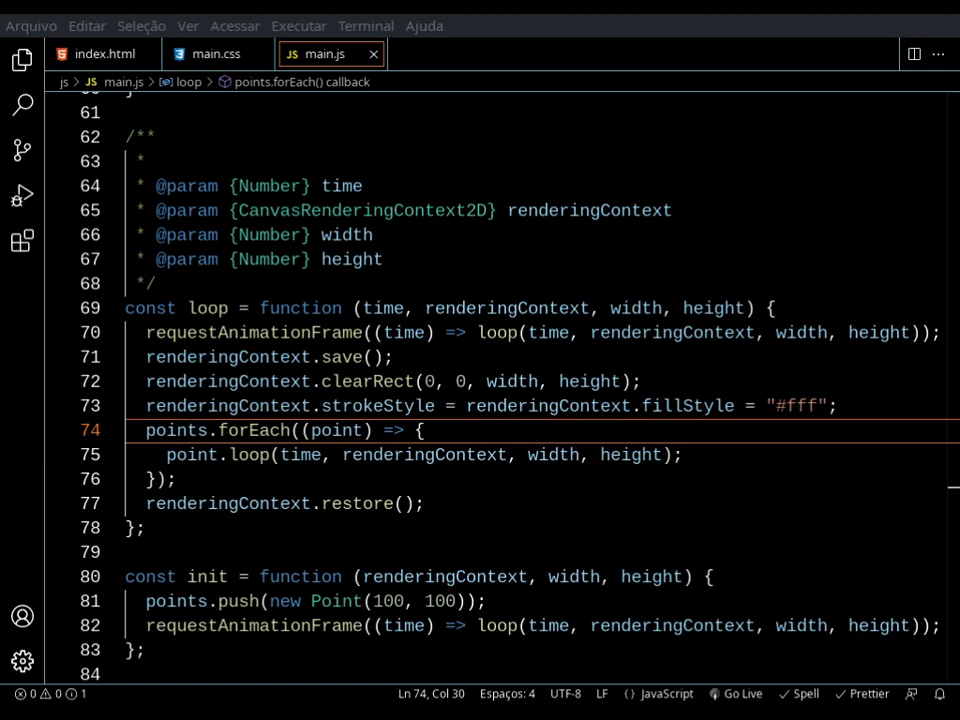 Arquivo Editar Seleção Ver Acessar Executar Terminal Ajuda
index.html main.css JS main.js
js > JS main.js > loop > points.forEach() callback
61
62 /**
63 *
64 * @param {Number} time
65 * @param {CanvasRenderingContext2D} renderingContext
66 * @param {Number} width
67 * @param {Number} height
68 */
69 const loop = function (time, renderingContext, width, height) {
70 requestAnimationFrame((time) => loop(time, renderingContext, width, height));
71 renderingContext.save();
72 renderingContext.clearRect(0, 0, width, height);
73 renderingContext.strokeStyle = renderingContext.fillStyle = "#fff";
74 points.forEach((point) => {
75 point.loop(time, renderingContext, width, height);
76 });
77 renderingContext.restore();
78 };
79
80 const init = function (renderingContext, width, height) {
81 points.push(new Point(100, 100));
82 requestAnimationFrame((time) => loop(time, renderingContext, width, height));
83 };
84
0 0 1 Ln 74, Col 30 Espaços: 4 UTF-8 LF {} JavaScript Go Live Spell Prettier